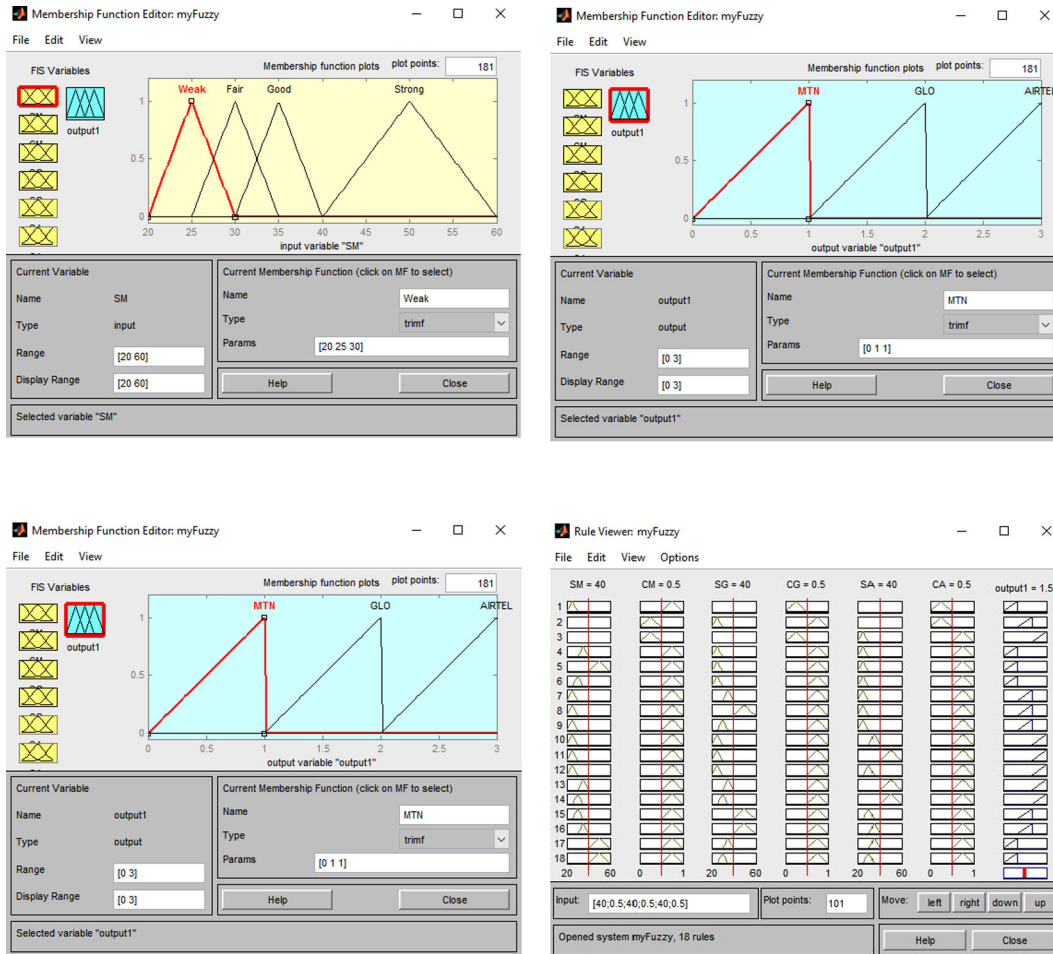 Membership Function Editor: myFuzzy
File Edit View
FIS Variables
Membership function plots plot points: 181
Weak Fair Good Strong
output1
1
0.5
0
20 25 30 35 40 45 50 55 60
input variable "SM"
Current Variable
Name SM
Type input
Range [20 60]
Display Range [20 60]
Current Membership Function (click on MF to select)
Name Weak
Type trimf
Params [20 25 30]
Help Close
Selected variable "SM"
Membership Function Editor: myFuzzy
File Edit View
FIS Variables
Membership function plots plot points: 181
MTN GLO AIRTEL
output1
1
0.5
0
0 0.5 1 1.5 2 2.5 3
output variable "output1"
Current Variable
Name output1
Type output
Range [0 3]
Display Range [0 3]
Current Membership Function (click on MF to select)
Name MTN
Type trimf
Params [0 1 1]
Help Close
Selected variable "output1"
Membership Function Editor: myFuzzy
File Edit View
FIS Variables
Membership function plots plot points: 181
MTN GLO AIRTEL
output1
1
0.5
0
0 0.5 1 1.5 2 2.5 3
output variable "output1"
Current Variable
Name output1
Type output
Range [0 3]
Display Range [0 3]
Current Membership Function (click on MF to select)
Name MTN
Type trimf
Params [0 1 1]
Help Close
Selected variable "output1"
Rule Viewer: myFuzzy
File Edit View Options
SM = 40 CM = 0.5 SG = 40 CG = 0.5 SA = 40 CA = 0.5 output1 = 1.5
1
2
3
4
5
6
7
8
9
10
11
12
13
14
15
16
17
18
20 60 0 1 20 60 0 1 20 60 0 1
Input: [40;0.5;40;0.5;40;0.5] Plot points: 101 Move: left right down up
Opened system myFuzzy, 18 rules
Help Close